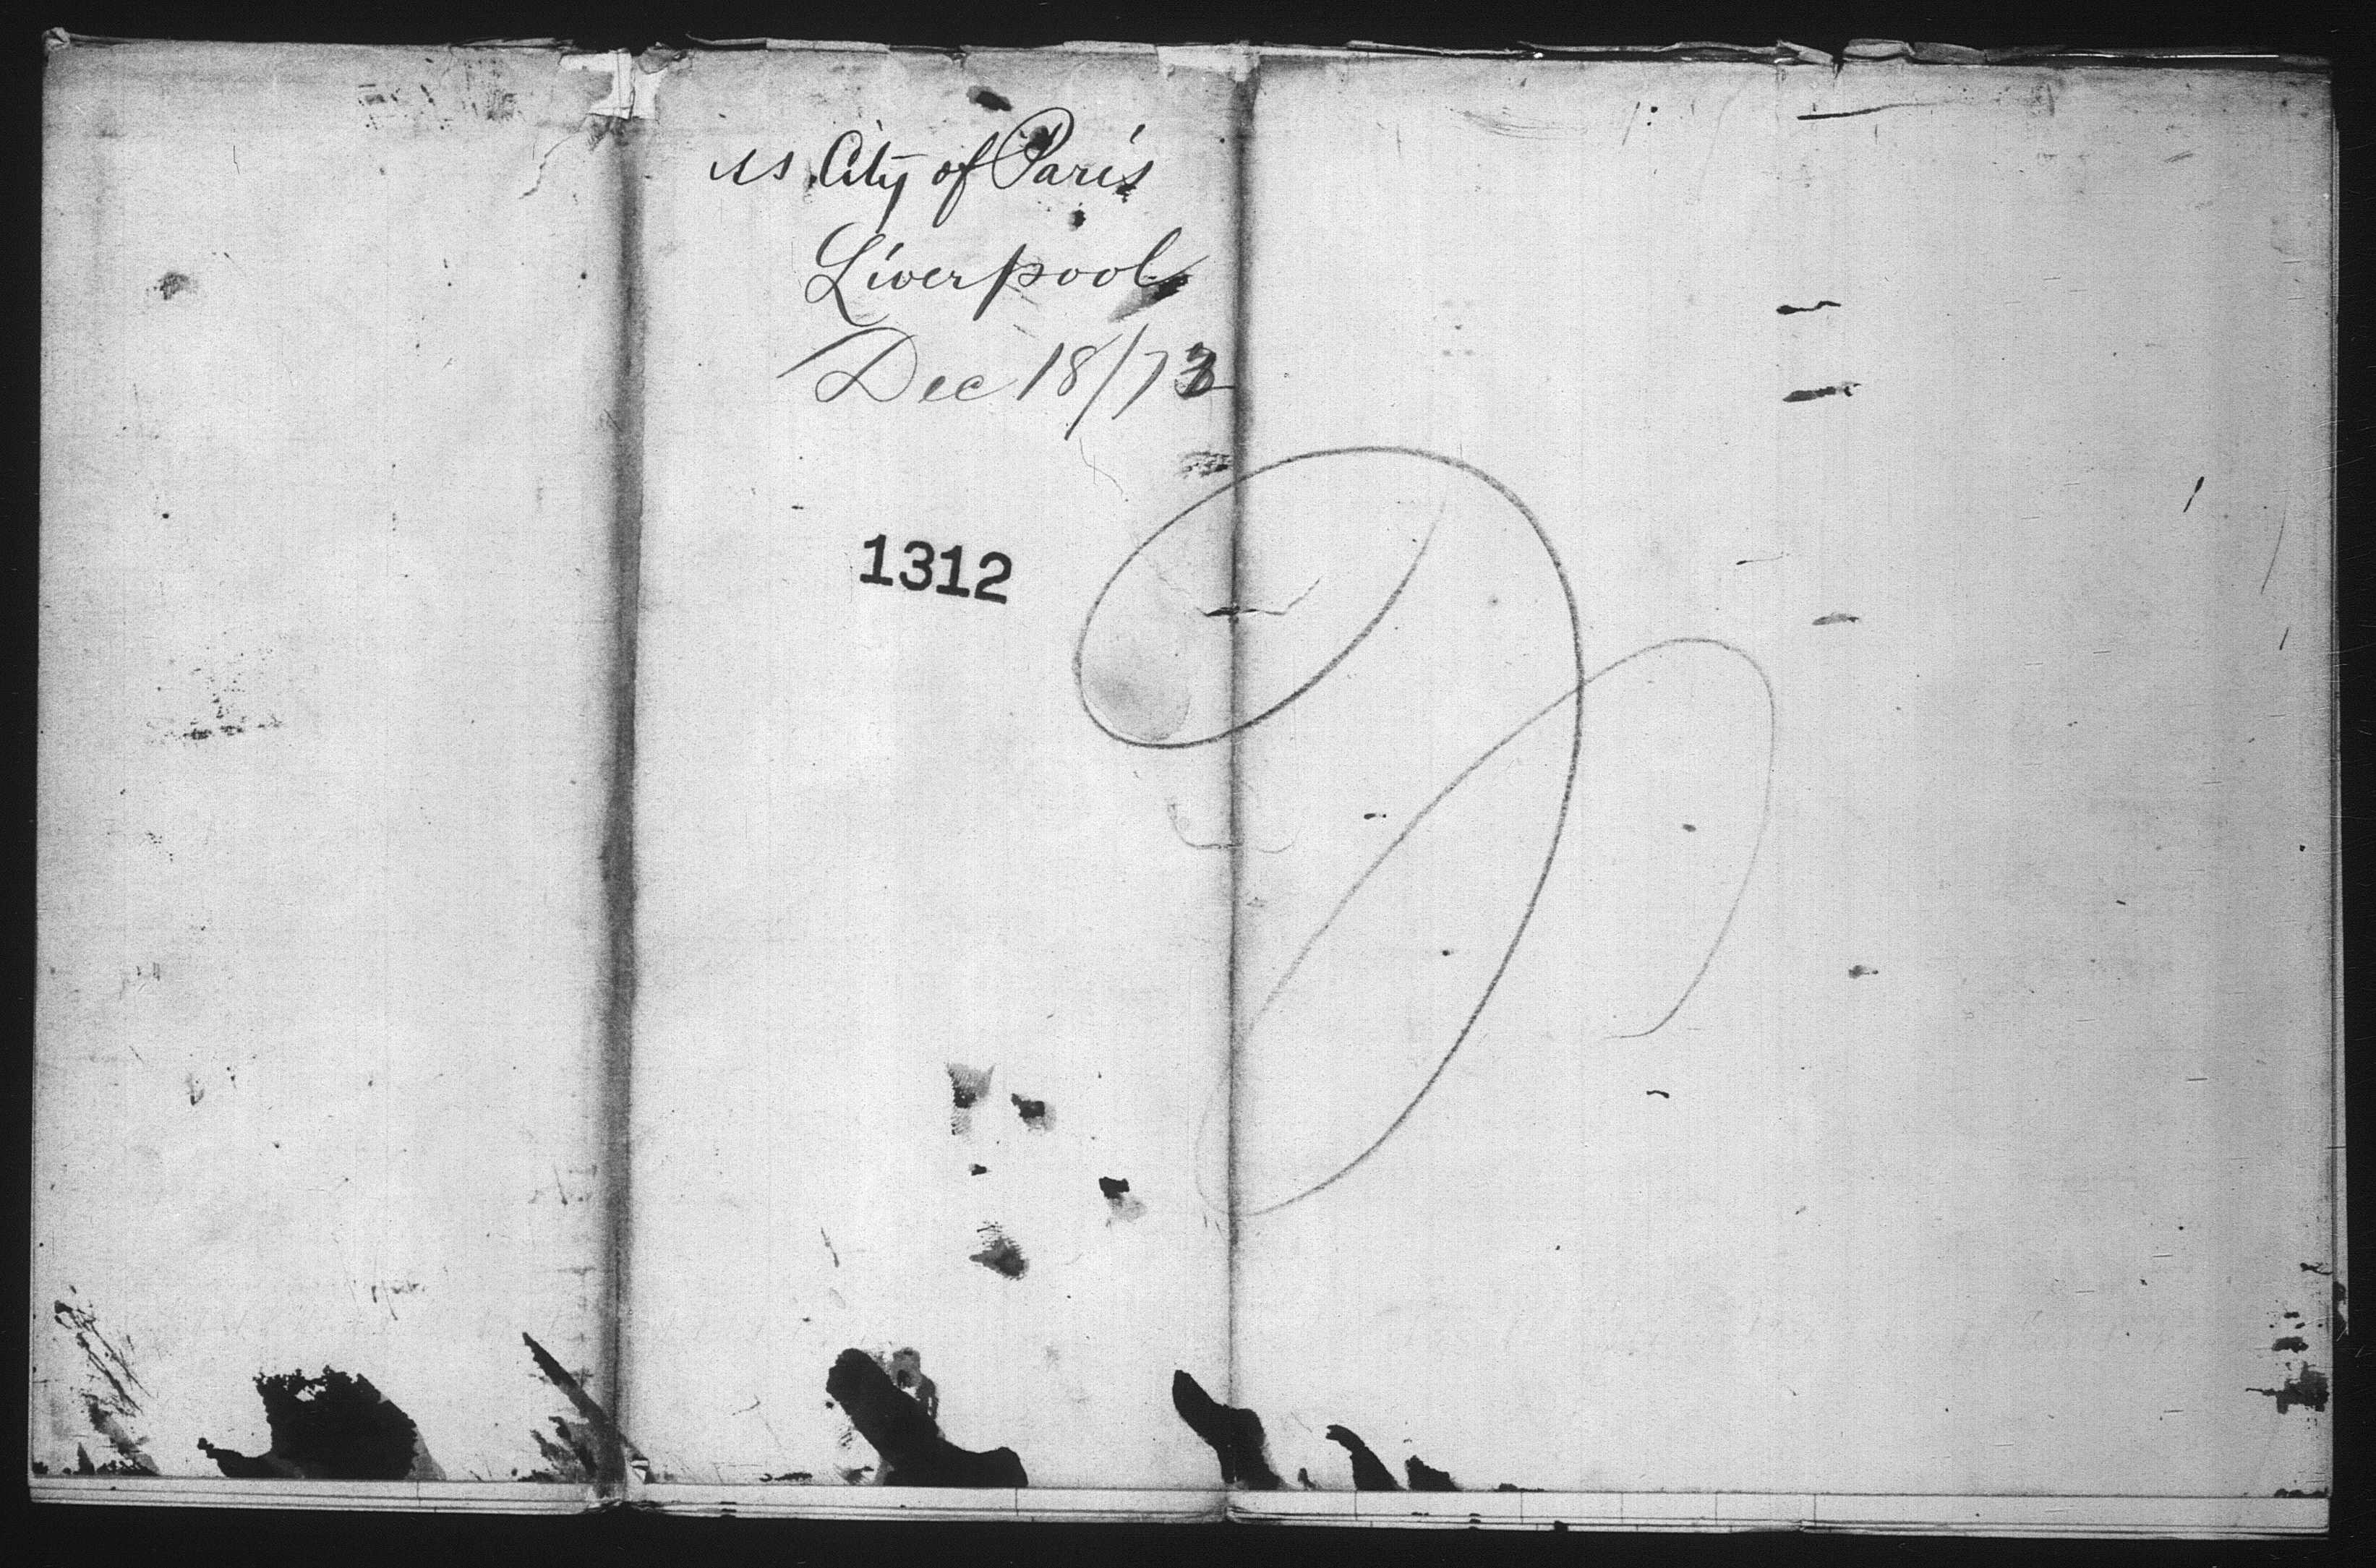 ss City of Paris
Liverpool
Dec 18/73
1312